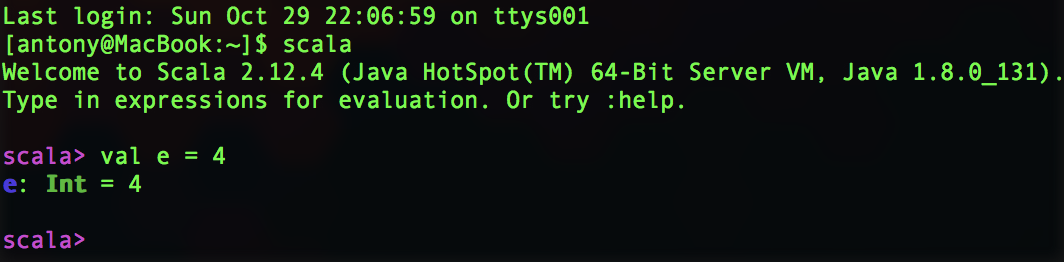 Last login: Sun Oct 29 22:06:59 on ttys001
[antony@MacBook:~]$ scala
Welcome to Scala 2.12.4 (Java HotSpot(TM) 64-Bit Server VM, Java 1.8.0_131).
Type in expressions for evaluation. Or try :help.
scala> val e = 4
e: Int = 4
scala>